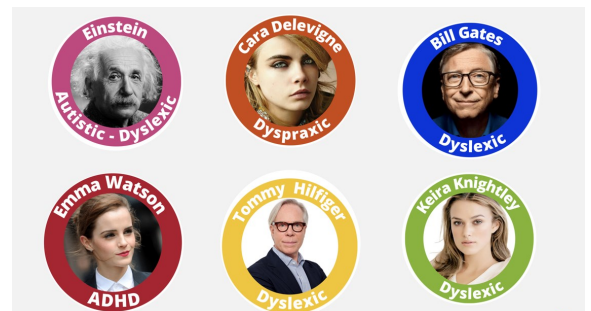 Einstein
Autistic - Dyslexic
Cara Delevigne
Dyspraxic
Bill Gates
Dyslexic
Emma Watson
ADHD
Tommy Hilfiger
Dyslexic
Keira Knightley
Dyslexic